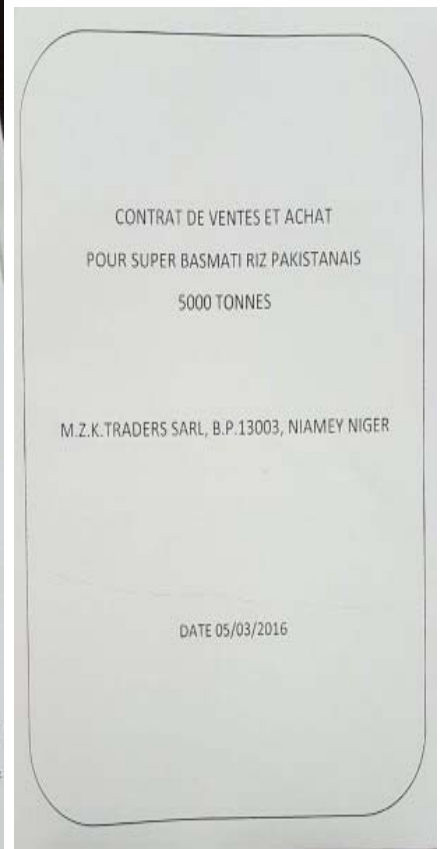 CONTRAT DE VENTES ET ACHAT
POUR SUPER BASMATI RIZ PAKISTANAIS
5000 TONNES
M.Z.K.TRADERS SARL, B.P.13003, NIAMEY NIGER
DATE 05/03/2016